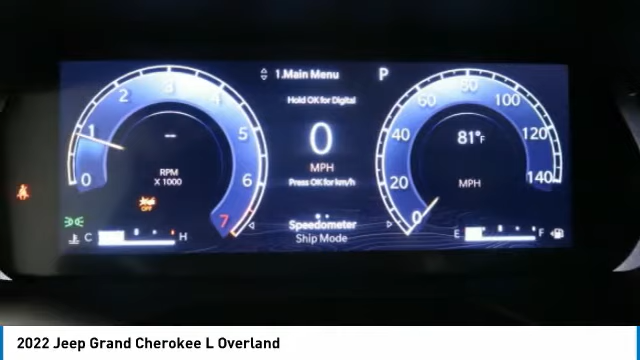 1.Main Menu
P
Hold OK for Digital
0
MPH
Press OK for km/h
Speedometer
Ship Mode
0
1
2
3
4
5
6
7
--
RPM
X 1000
OFF
C
H
0
20
40
60
80
100
120
140
81°F
MPH
E
F
2022 Jeep Grand Cherokee L Overland